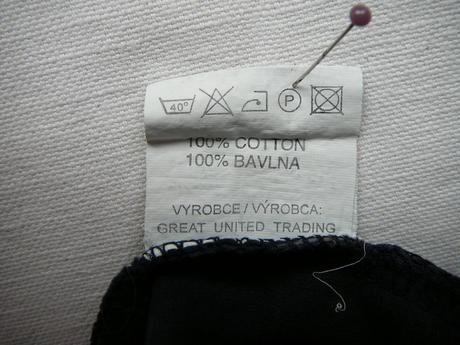 40°
P
100% COTTON
100% BAVLNA
VYROBCE / VÝROBCA:
GREAT UNITED TRADING